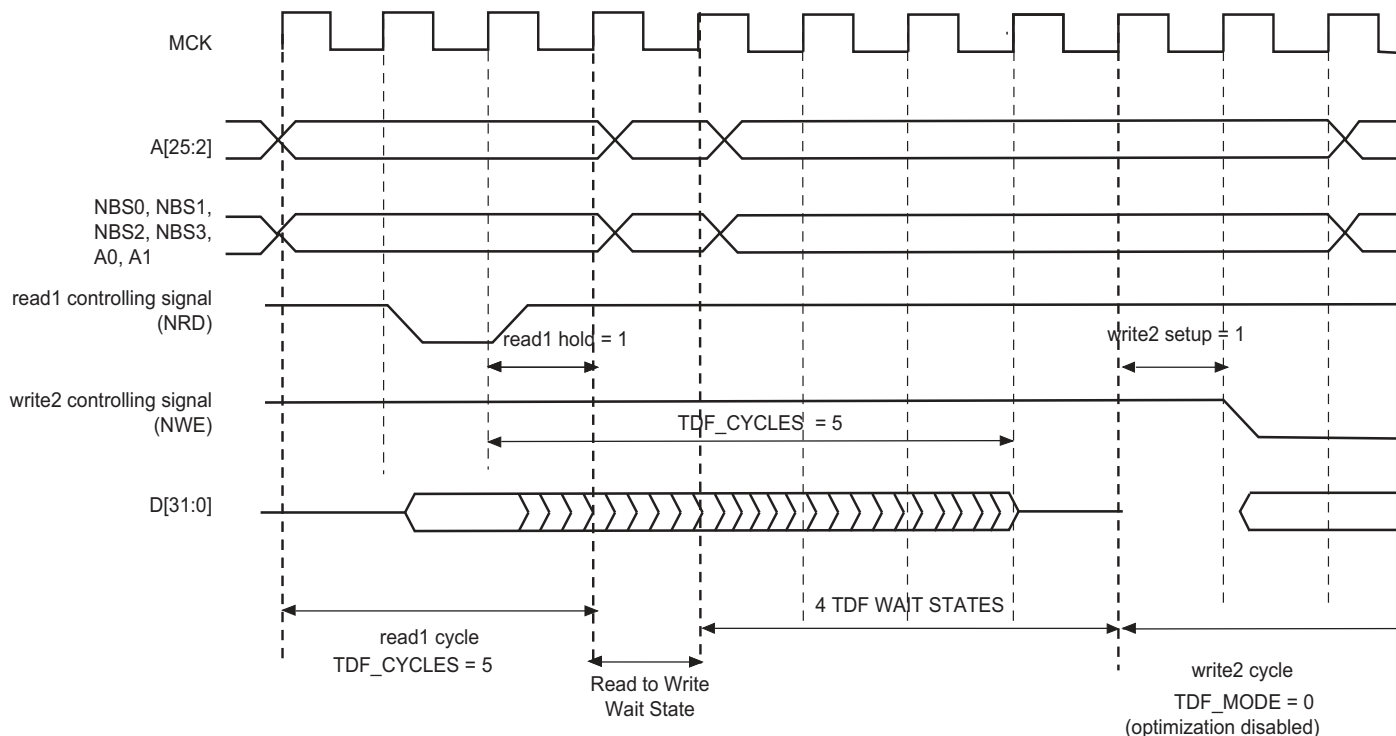 MCK
A[25:2]
NBS0, NBS1,
NBS2, NBS3,
A0, A1
read1 controlling signal
(NRD)
read1 hold = 1
write2 setup = 1
write2 controlling signal
(NWE)
TDF_CYCLES = 5
D[31:0]
4 TDF WAIT STATES
read1 cycle
TDF_CYCLES = 5
Read to Write
Wait State
write2 cycle
TDF_MODE = 0
(optimization disabled)